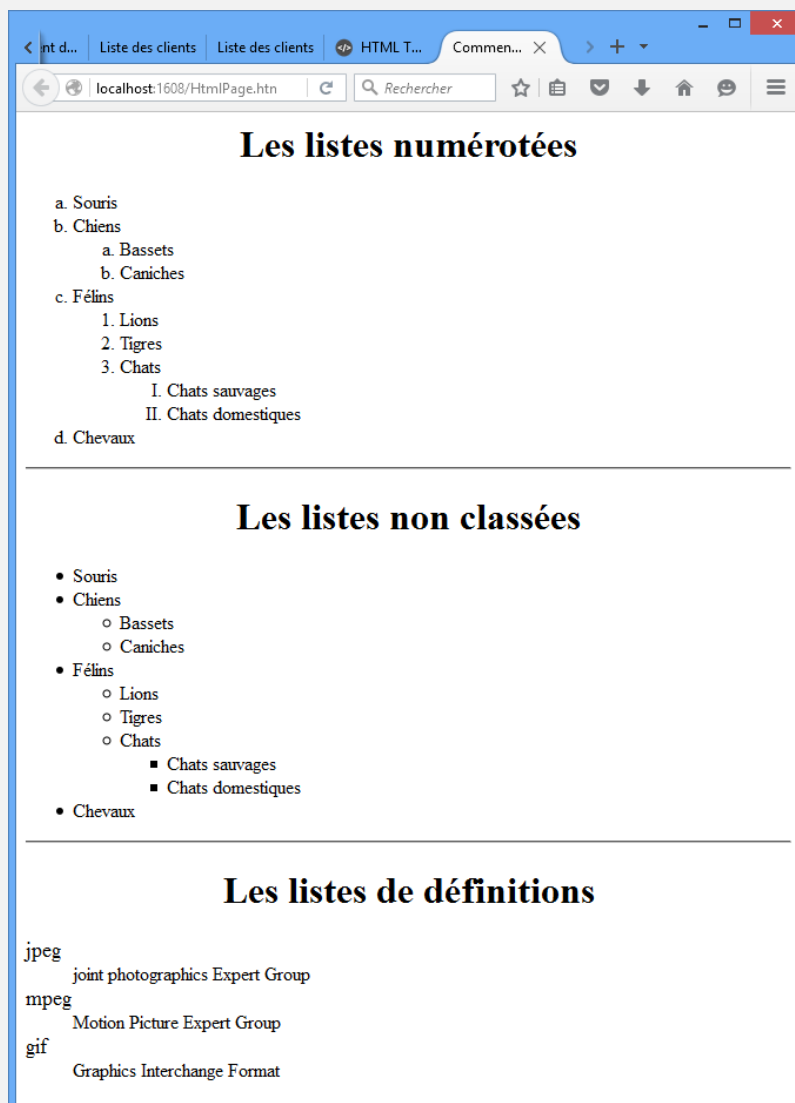 nt d...
Liste des clients
Liste des clients
HTML T...
Commen...
localhost:1608/HtmlPage.htn
Rechercher
Les listes numérotées
a. Souris
b. Chiens
a. Bassets
b. Caniches
c. Félins
1. Lions
2. Tigres
3. Chats
I. Chats sauvages
II. Chats domestiques
d. Chevaux
Les listes non classées
• Souris
• Chiens
○ Bassets
○ Caniches
• Félins
○ Lions
○ Tigres
○ Chats
▪ Chats sauvages
▪ Chats domestiques
• Chevaux
Les listes de définitions
jpeg
joint photographics Expert Group
mpeg
Motion Picture Expert Group
gif
Graphics Interchange Format